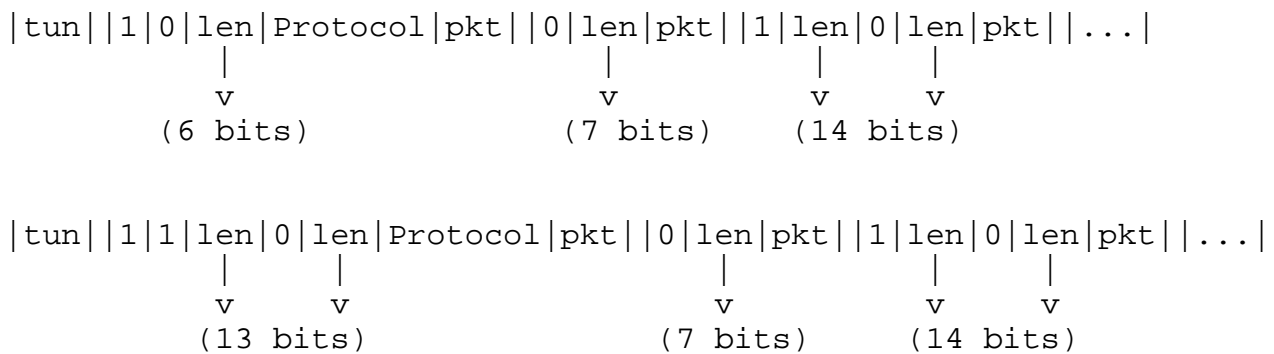 |tun||1|0|len|Protocol|pkt||0|len|pkt||1|len|0|len|pkt||...|
| | | |
v v v v
(6 bits) (7 bits) (14 bits)
|tun||1|1|len|0|len|Protocol|pkt||0|len|pkt||1|len|0|len|pkt||...|
| | | | |
v v v v v
(13 bits) (7 bits) (14 bits)